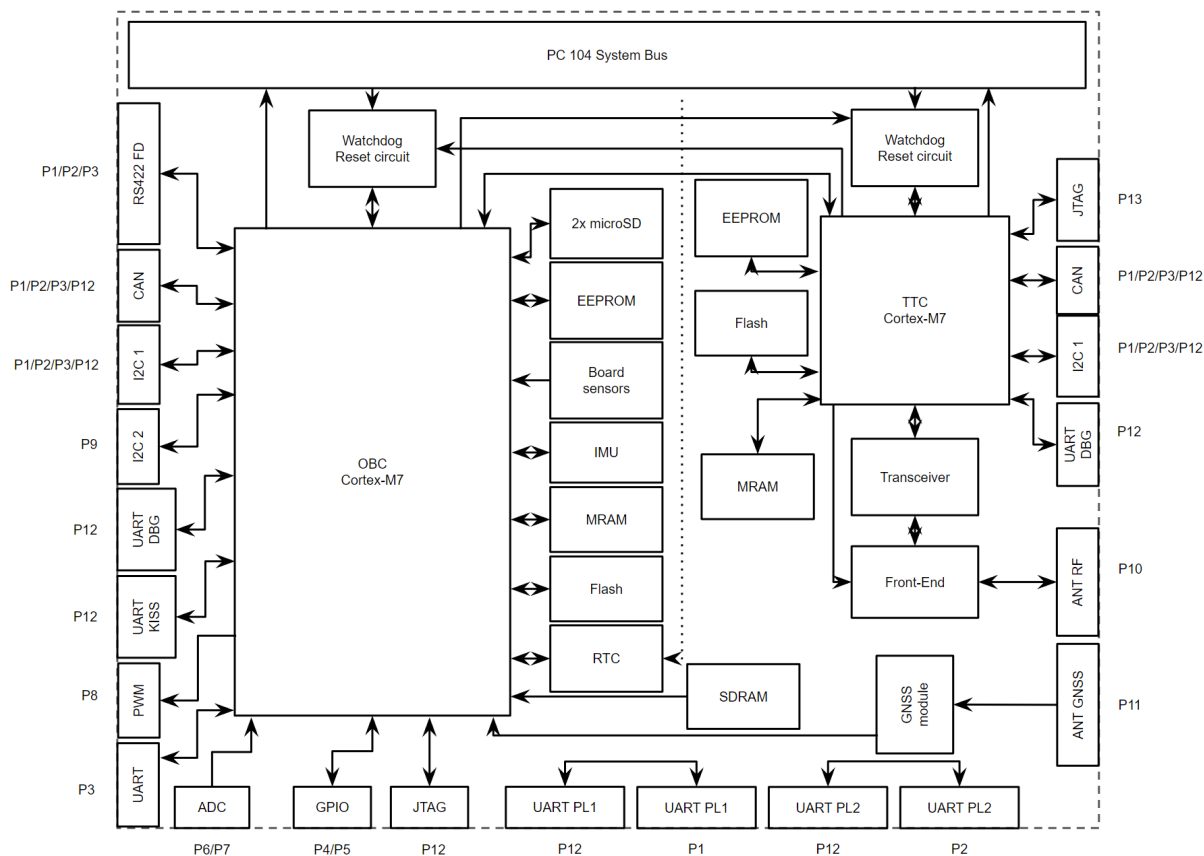 PC 104 System Bus
Watchdog
Reset circuit
Watchdog
Reset circuit
P1/P2/P3
RS422 FD
P1/P2/P3/P12
CAN
P1/P2/P3/P12
I2C 1
P9
I2C 2
P12
UART
DBG
P12
UART
KISS
P8
PWM
P3
UART
OBC
Cortex-M7
2x microSD
EEPROM
Board
sensors
IMU
MRAM
Flash
RTC
SDRAM
EEPROM
Flash
MRAM
TTC
Cortex-M7
Transceiver
Front-End
GNSS
module
JTAG
P13
CAN
P1/P2/P3/P12
I2C 1
P1/P2/P3/P12
UART
DBG
P12
ANT RF
P10
ANT GNSS
P11
ADC
GPIO
JTAG
UART PL1
UART PL1
UART PL2
UART PL2
P6/P7
P4/P5
P12
P12
P1
P12
P2